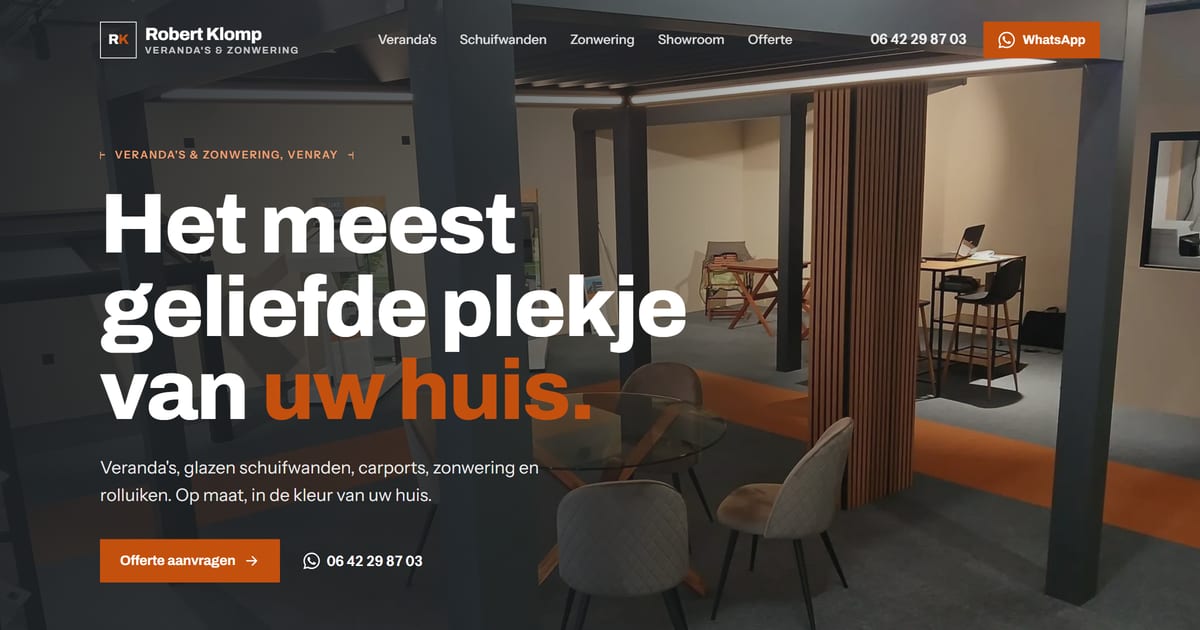 RK
Robert Klomp
VERANDA'S & ZONWERING
Veranda's Schuifwanden Zonwering Showroom Offerte
06 42 29 87 03
WhatsApp
VERANDA'S & ZONWERING, VENRAY
Het meest
geliefde plekje
van uw huis.
Veranda's, glazen schuifwanden, carports, zonwering en
rolluiken. Op maat, in de kleur van uw huis.
Offerte aanvragen →
06 42 29 87 03